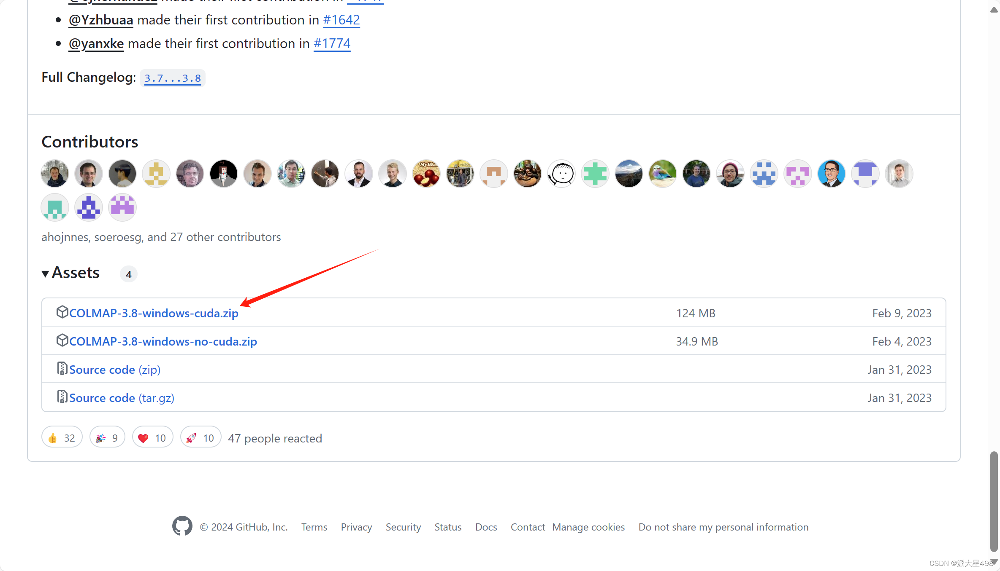 made their first contribution in
@Yzhbuaa made their first contribution in #1642
@yanxke made their first contribution in #1774
Full Changelog: 3.7...3.8
Contributors
Mylike
victor
ahojnnes, soeroesg, and 27 other contributors
Assets 4
COLMAP-3.8-windows-cuda.zip 124 MB Feb 9, 2023
COLMAP-3.8-windows-no-cuda.zip 34.9 MB Feb 4, 2023
Source code (zip) Jan 31, 2023
Source code (tar.gz) Jan 31, 2023
32 9 10 10 47 people reacted
© 2024 GitHub, Inc. Terms Privacy Security Status Docs Contact Manage cookies Do not share my personal information
CSDN @派大星498